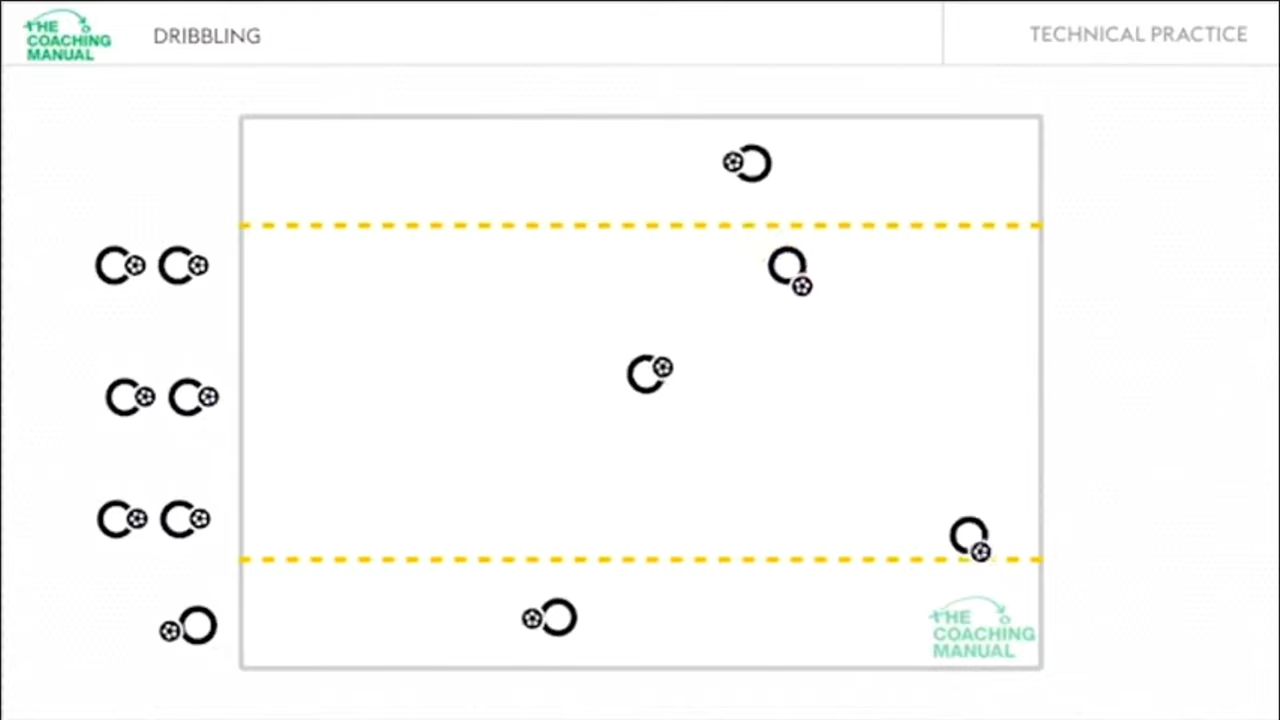 THE
COACHING
MANUAL
DRIBBLING
TECHNICAL PRACTICE
THE
COACHING
MANUAL